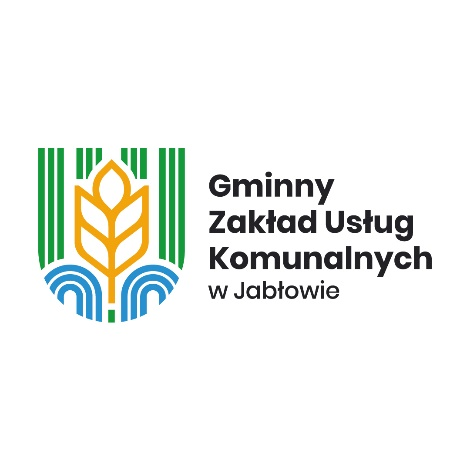 Gminny
Zakład Usług
Komunalnych
w Jabłowie